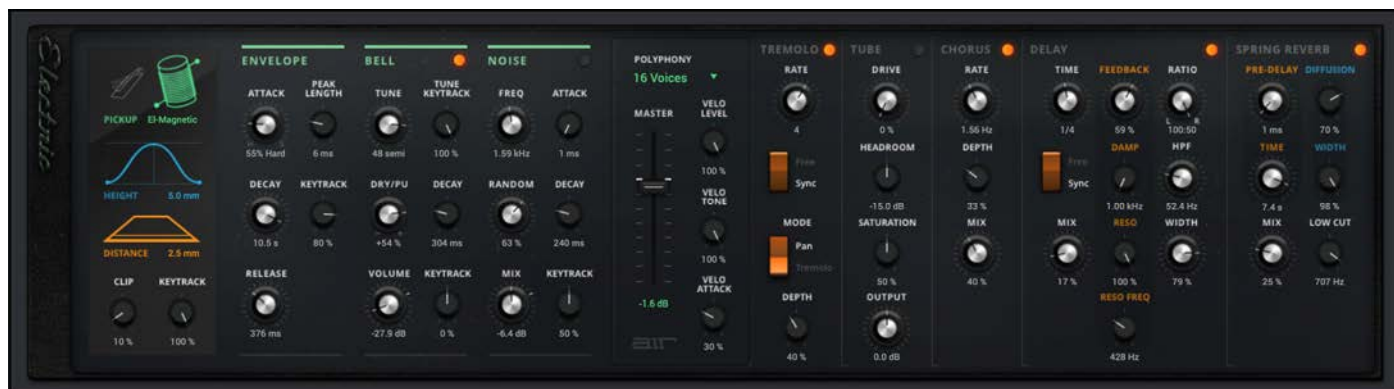 Electric
PICKUP El-Magnetic
HEIGHT 5.0 mm
DISTANCE 2.5 mm
CLIP KEYTRACK
10 % 100 %
ENVELOPE
ATTACK PEAK LENGTH
55% Hard 6 ms
DECAY KEYTRACK
10.5 s 80 %
RELEASE
376 ms
BELL
TUNE TUNE KEYTRACK
48 semi 100 %
DRY/PU DECAY
+54 % 304 ms
VOLUME KEYTRACK
-27.9 dB 0 %
NOISE
FREQ ATTACK
1.59 kHz 1 ms
RANDOM DECAY
63 % 240 ms
MIX KEYTRACK
-6.4 dB 50 %
POLYPHONY
16 Voices
MASTER
-1.6 dB
air
VELO
LEVEL
100 %
VELO
TONE
100 %
VELO
ATTACK
30 %
TREMOLO
RATE
4
Free
Sync
MODE
Pan
Tremolo
DEPTH
40 %
TUBE
DRIVE
0 %
HEADROOM
-15.0 dB
SATURATION
50 %
OUTPUT
0.0 dB
CHORUS
RATE
1.56 Hz
DEPTH
33 %
MIX
40 %
DELAY
TIME FEEDBACK RATIO
L R
1/4 59 % 100:50
Free
Sync
DAMP HPF
1.00 kHz 52.4 Hz
MIX RESO WIDTH
17 % 100 % 79 %
RESO FREQ
428 Hz
SPRING REVERB
PRE-DELAY DIFFUSION
1 ms 70 %
TIME WIDTH
7.4 s 98 %
MIX LOW CUT
25 % 707 Hz